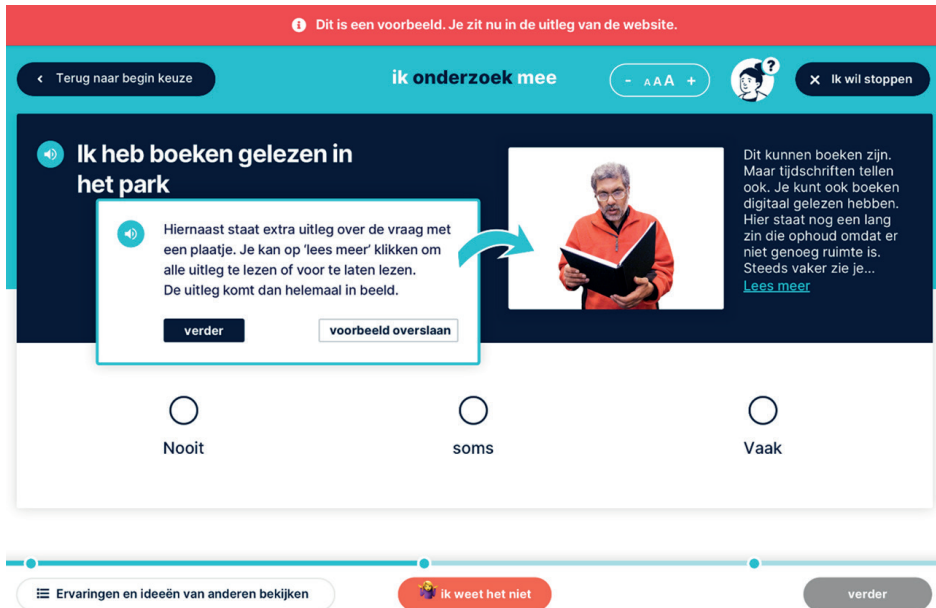 Dit is een voorbeeld. Je zit nu in de uitleg van de website.
Terug naar begin keuze
ik onderzoek mee
- AAA +
?
Ik wil stoppen
Ik heb boeken gelezen in
het park
Hiernaast staat extra uitleg over de vraag met
een plaatje. Je kan op ‘lees meer’ klikken om
alle uitleg te lezen of voor te laten lezen.
De uitleg komt dan helemaal in beeld.
verder
voorbeeld overslaan
Dit kunnen boeken zijn.
Maar tijdschriften tellen
ook. Je kunt ook boeken
digitaal gelezen hebben.
Hier staat nog een lang
zin die ophoud omdat er
niet genoeg ruimte is.
Steeds vaker zie je...
Lees meer
Nooit
soms
Vaak
Ervaringen en ideeën van anderen bekijken
ik weet het niet
verder